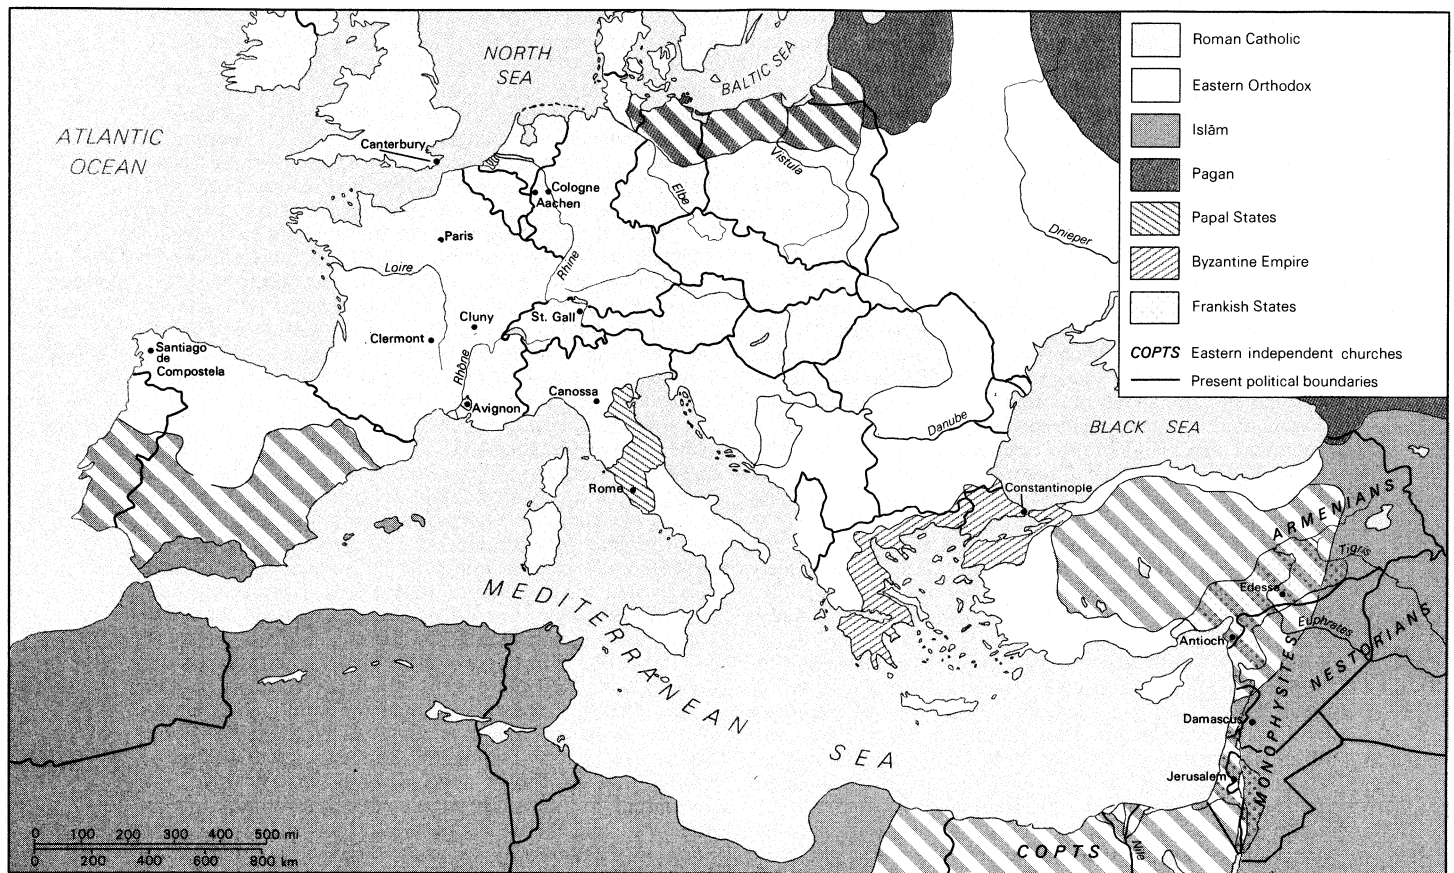 NORTH
SEA
BALTIC SEA
ATLANTIC
OCEAN
Canterbury
Cologne
Aachen
Elbe
Vistula
Paris
Dnieper
Loire
Rhine
Cluny
St. Gall
Clermont
Santiago
de
Compostela
Rhône
Avignon
Canossa
Danube
BLACK SEA
Rome
Constantinople
ARMENIANS
Tigris
Edessa
Euphrates
Antioch
NESTORIANS
MONOPHYSITES
MEDITERRANEAN SEA
Damascus
Jerusalem
COPTS
Nile
0 100 200 300 400 500 mi
0 200 400 600 800 km
Roman Catholic
Eastern Orthodox
Islām
Pagan
Papal States
Byzantine Empire
Frankish States
COPTS Eastern independent churches
Present political boundaries